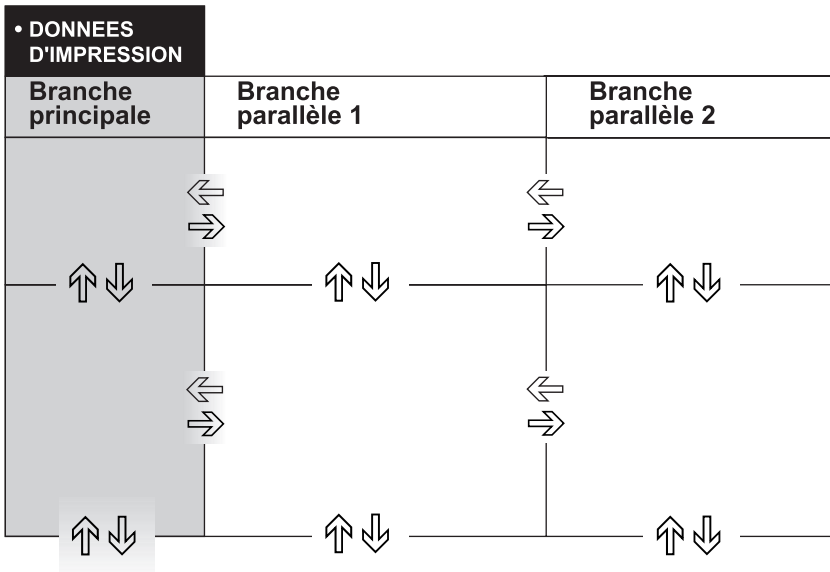 • DONNEES
D'IMPRESSION
Branche
principale
Branche
parallèle 1
Branche
parallèle 2